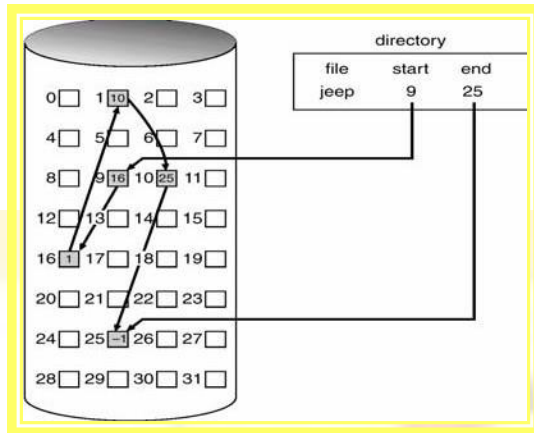 directory
file start end
jeep 9 25
0 1 10 2 3
4 5 6 7
8 9 16 10 25 11
12 13 14 15
16 1 17 18 19
20 21 22 23
24 25 -1 26 27
28 29 30 31